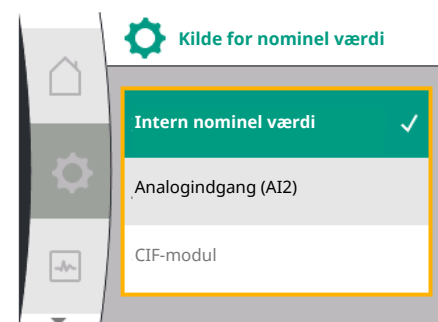 Kilde for nominel værdi
Intern nominel værdi
Analogindgang (AI2)
CIF-modul